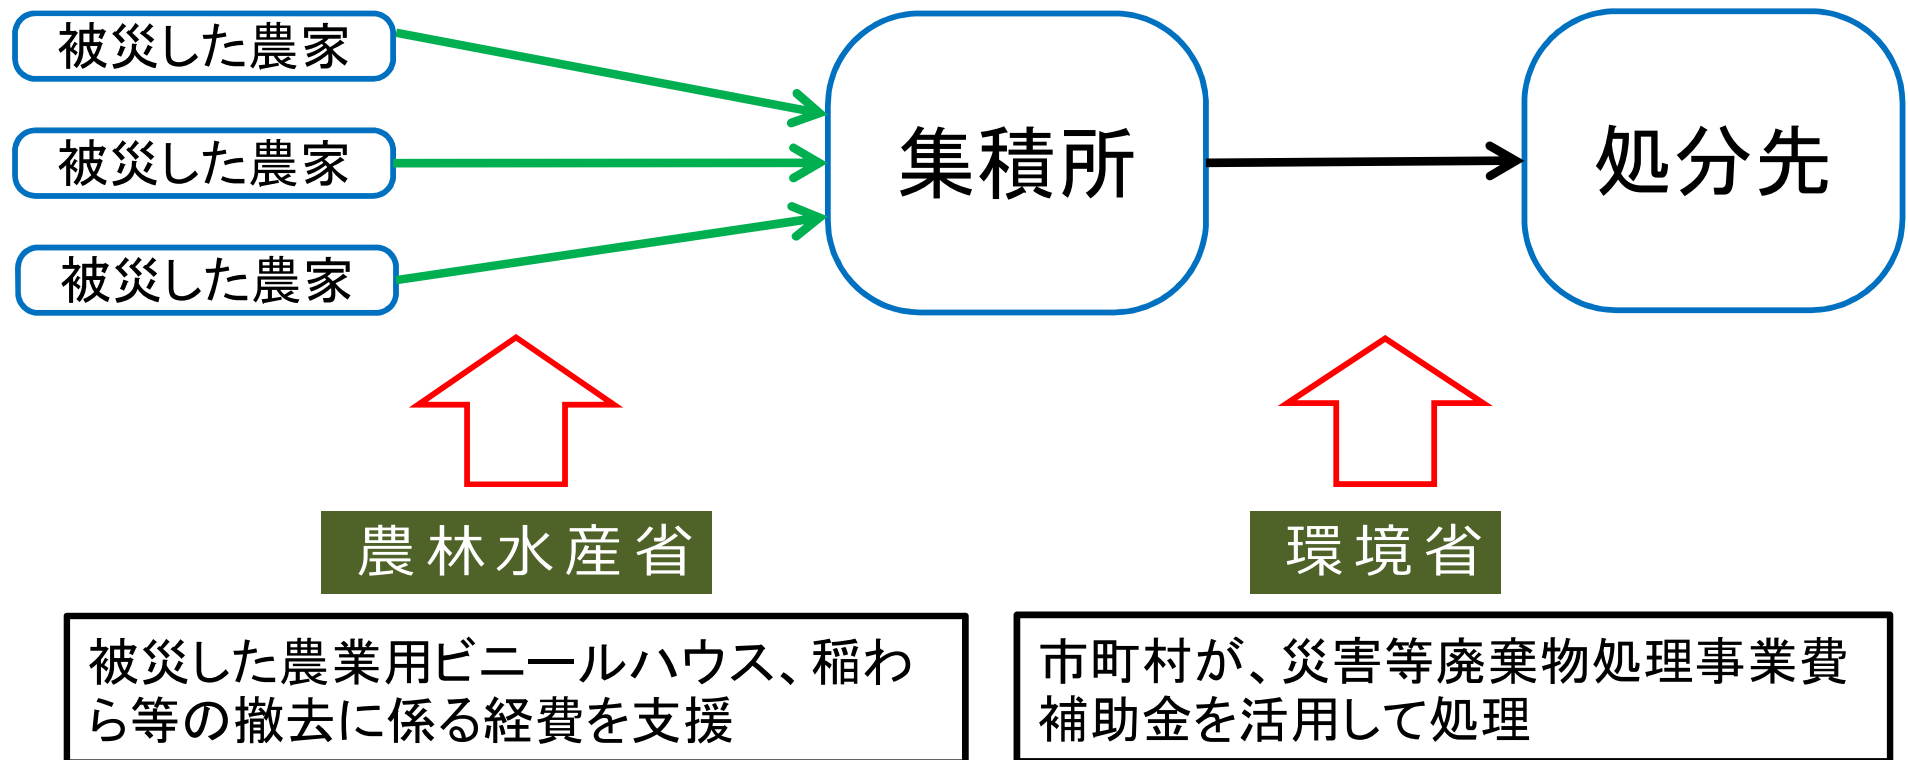 被災した農家
被災した農家
被災した農家
集積所
処分先
農林水産省
環境省
被災した農業用ビニールハウス、稲わ
ら等の撤去に係る経費を支援
市町村が、災害等廃棄物処理事業費
補助金を活用して処理